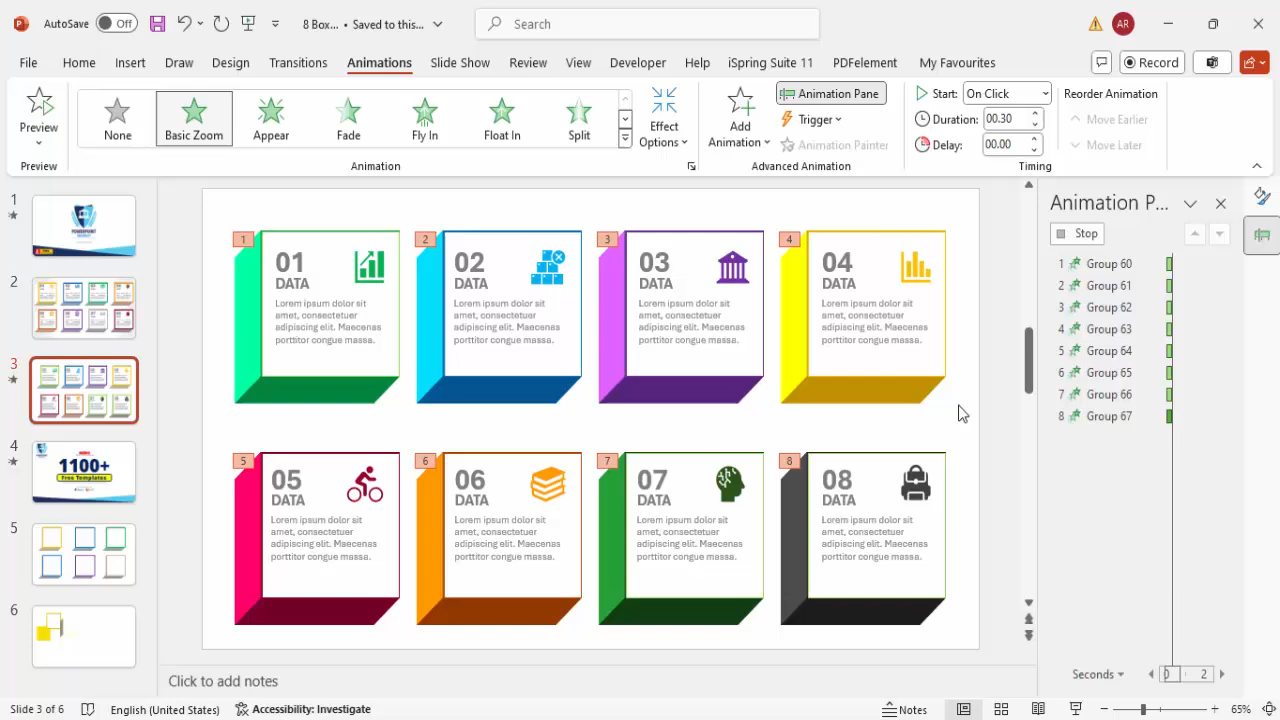 AutoSave Off 8 Box... • Saved to this... Search AR
File Home Insert Draw Design Transitions Animations Slide Show Review View Developer Help iSpring Suite 11 PDFelement My Favourites Record
Preview
Preview
None Basic Zoom Appear Fade Fly In Float In Split
Animation
Effect
Options
Add
Animation
Animation Pane
Trigger
Animation Painter
Advanced Animation
Start: On Click
Duration: 00.30
Delay: 00.00
Timing
Reorder Animation
Move Earlier
Move Later
1
2
3
4
1100+
Free Templates
5
6
1
01
DATA
Lorem ipsum dolor sit
amet, consectetuer
adipiscing elit. Maecenas
porttitor congue massa.
2
02
DATA
Lorem ipsum dolor sit
amet, consectetuer
adipiscing elit. Maecenas
porttitor congue massa.
3
03
DATA
Lorem ipsum dolor sit
amet, consectetuer
adipiscing elit. Maecenas
porttitor congue massa.
4
04
DATA
Lorem ipsum dolor sit
amet, consectetuer
adipiscing elit. Maecenas
porttitor congue massa.
5
05
DATA
Lorem ipsum dolor sit
amet, consectetuer
adipiscing elit. Maecenas
porttitor congue massa.
6
06
DATA
Lorem ipsum dolor sit
amet, consectetuer
adipiscing elit. Maecenas
porttitor congue massa.
7
07
DATA
Lorem ipsum dolor sit
amet, consectetuer
adipiscing elit. Maecenas
porttitor congue massa.
8
08
DATA
Lorem ipsum dolor sit
amet, consectetuer
adipiscing elit. Maecenas
porttitor congue massa.
Animation P...
Stop
1 Group 60
2 Group 61
3 Group 62
4 Group 63
5 Group 64
6 Group 65
7 Group 66
8 Group 67
Seconds 0 2
Click to add notes
Slide 3 of 6 English (United States) Accessibility: Investigate Notes 65%